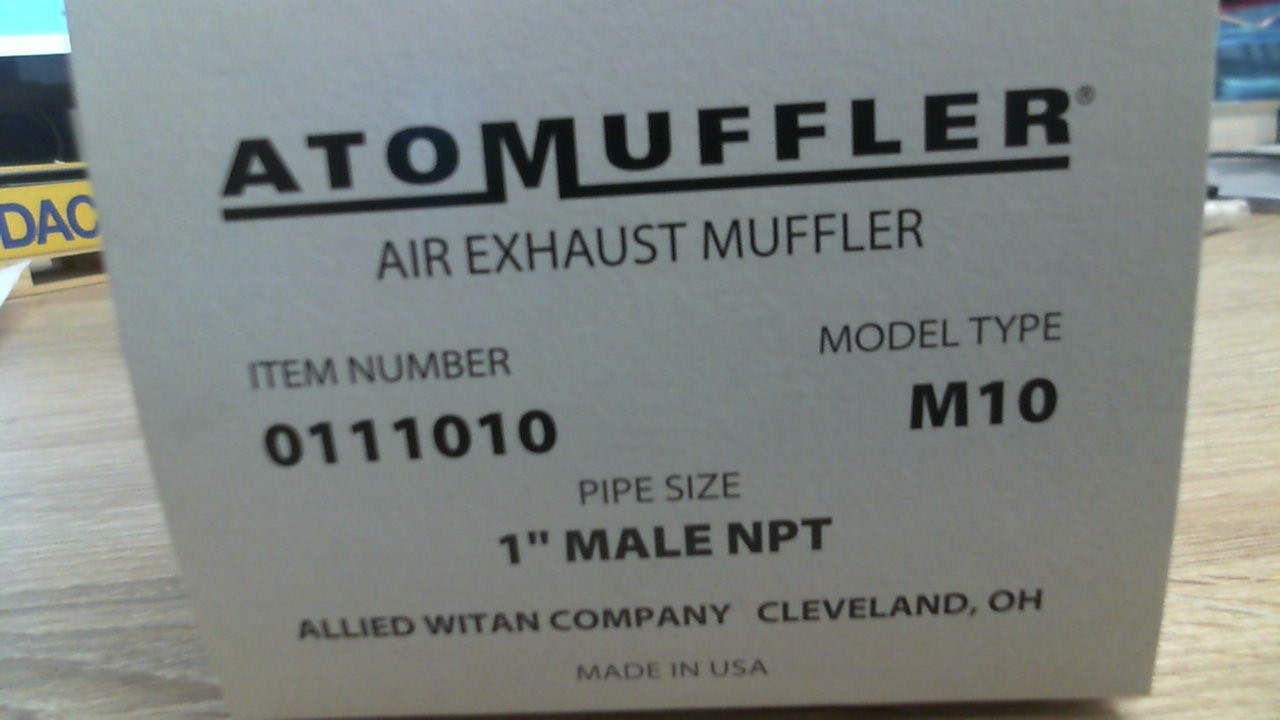 ATOMUFFLER®
AIR EXHAUST MUFFLER
ITEM NUMBER
MODEL TYPE
0111010
M10
PIPE SIZE
1" MALE NPT
ALLIED WITAN COMPANY CLEVELAND, OH
MADE IN USA
DAC